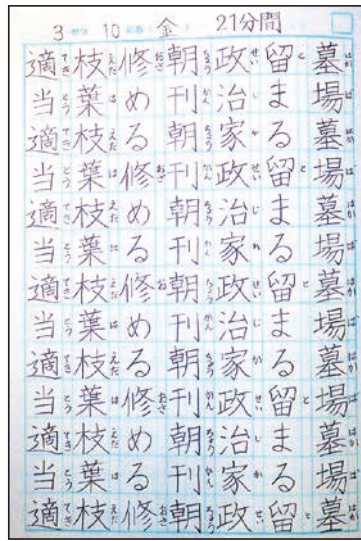 3がつ 10 金 21分間
墓場墓場墓場墓場墓場墓場墓
留まる留まる留まる留まる留
政治家政治家政治家政治家政
朝刊朝刊朝刊朝刊朝刊朝刊朝
修める修める修める修める修
枝葉枝葉枝葉枝葉枝葉枝葉枝
適当適当適当適当適当適当適